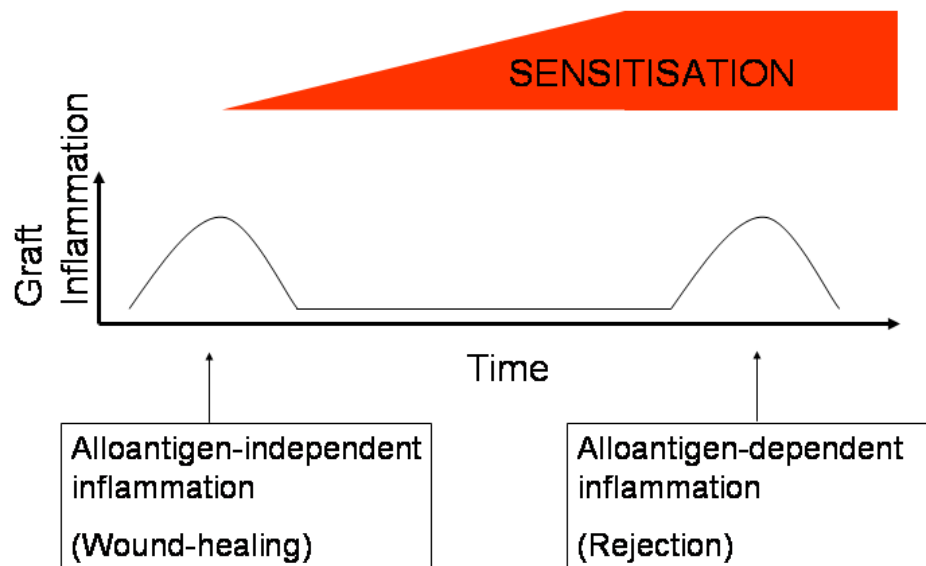 SENSITISATION
Graft
Inflammation
Time
Alloantigen-independent
inflammation
(Wound-healing)
Alloantigen-dependent
inflammation
(Rejection)